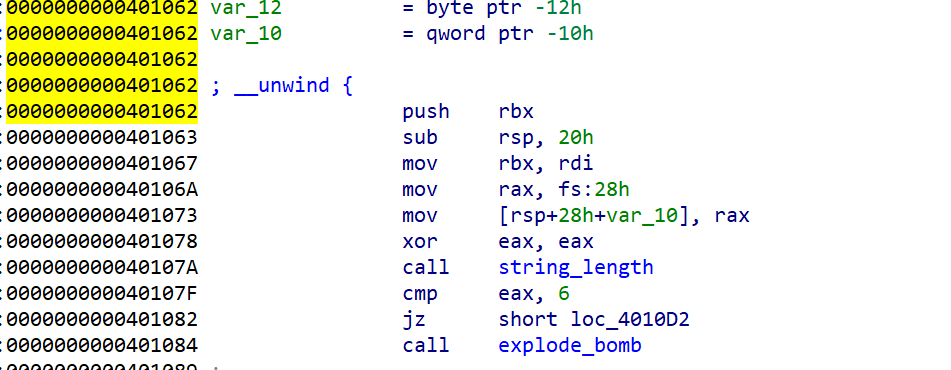 :0000000000401062 var_12 = byte ptr -12h
:0000000000401062 var_10 = qword ptr -10h
:0000000000401062
:0000000000401062 ; __unwind {
:0000000000401062 push rbx
:0000000000401063 sub rsp, 20h
:0000000000401067 mov rbx, rdi
:000000000040106A mov rax, fs:28h
:0000000000401073 mov [rsp+28h+var_10], rax
:0000000000401078 xor eax, eax
:000000000040107A call string_length
:000000000040107F cmp eax, 6
:0000000000401082 jz short loc_4010D2
:0000000000401084 call explode_bomb
:0000000000401089 ;